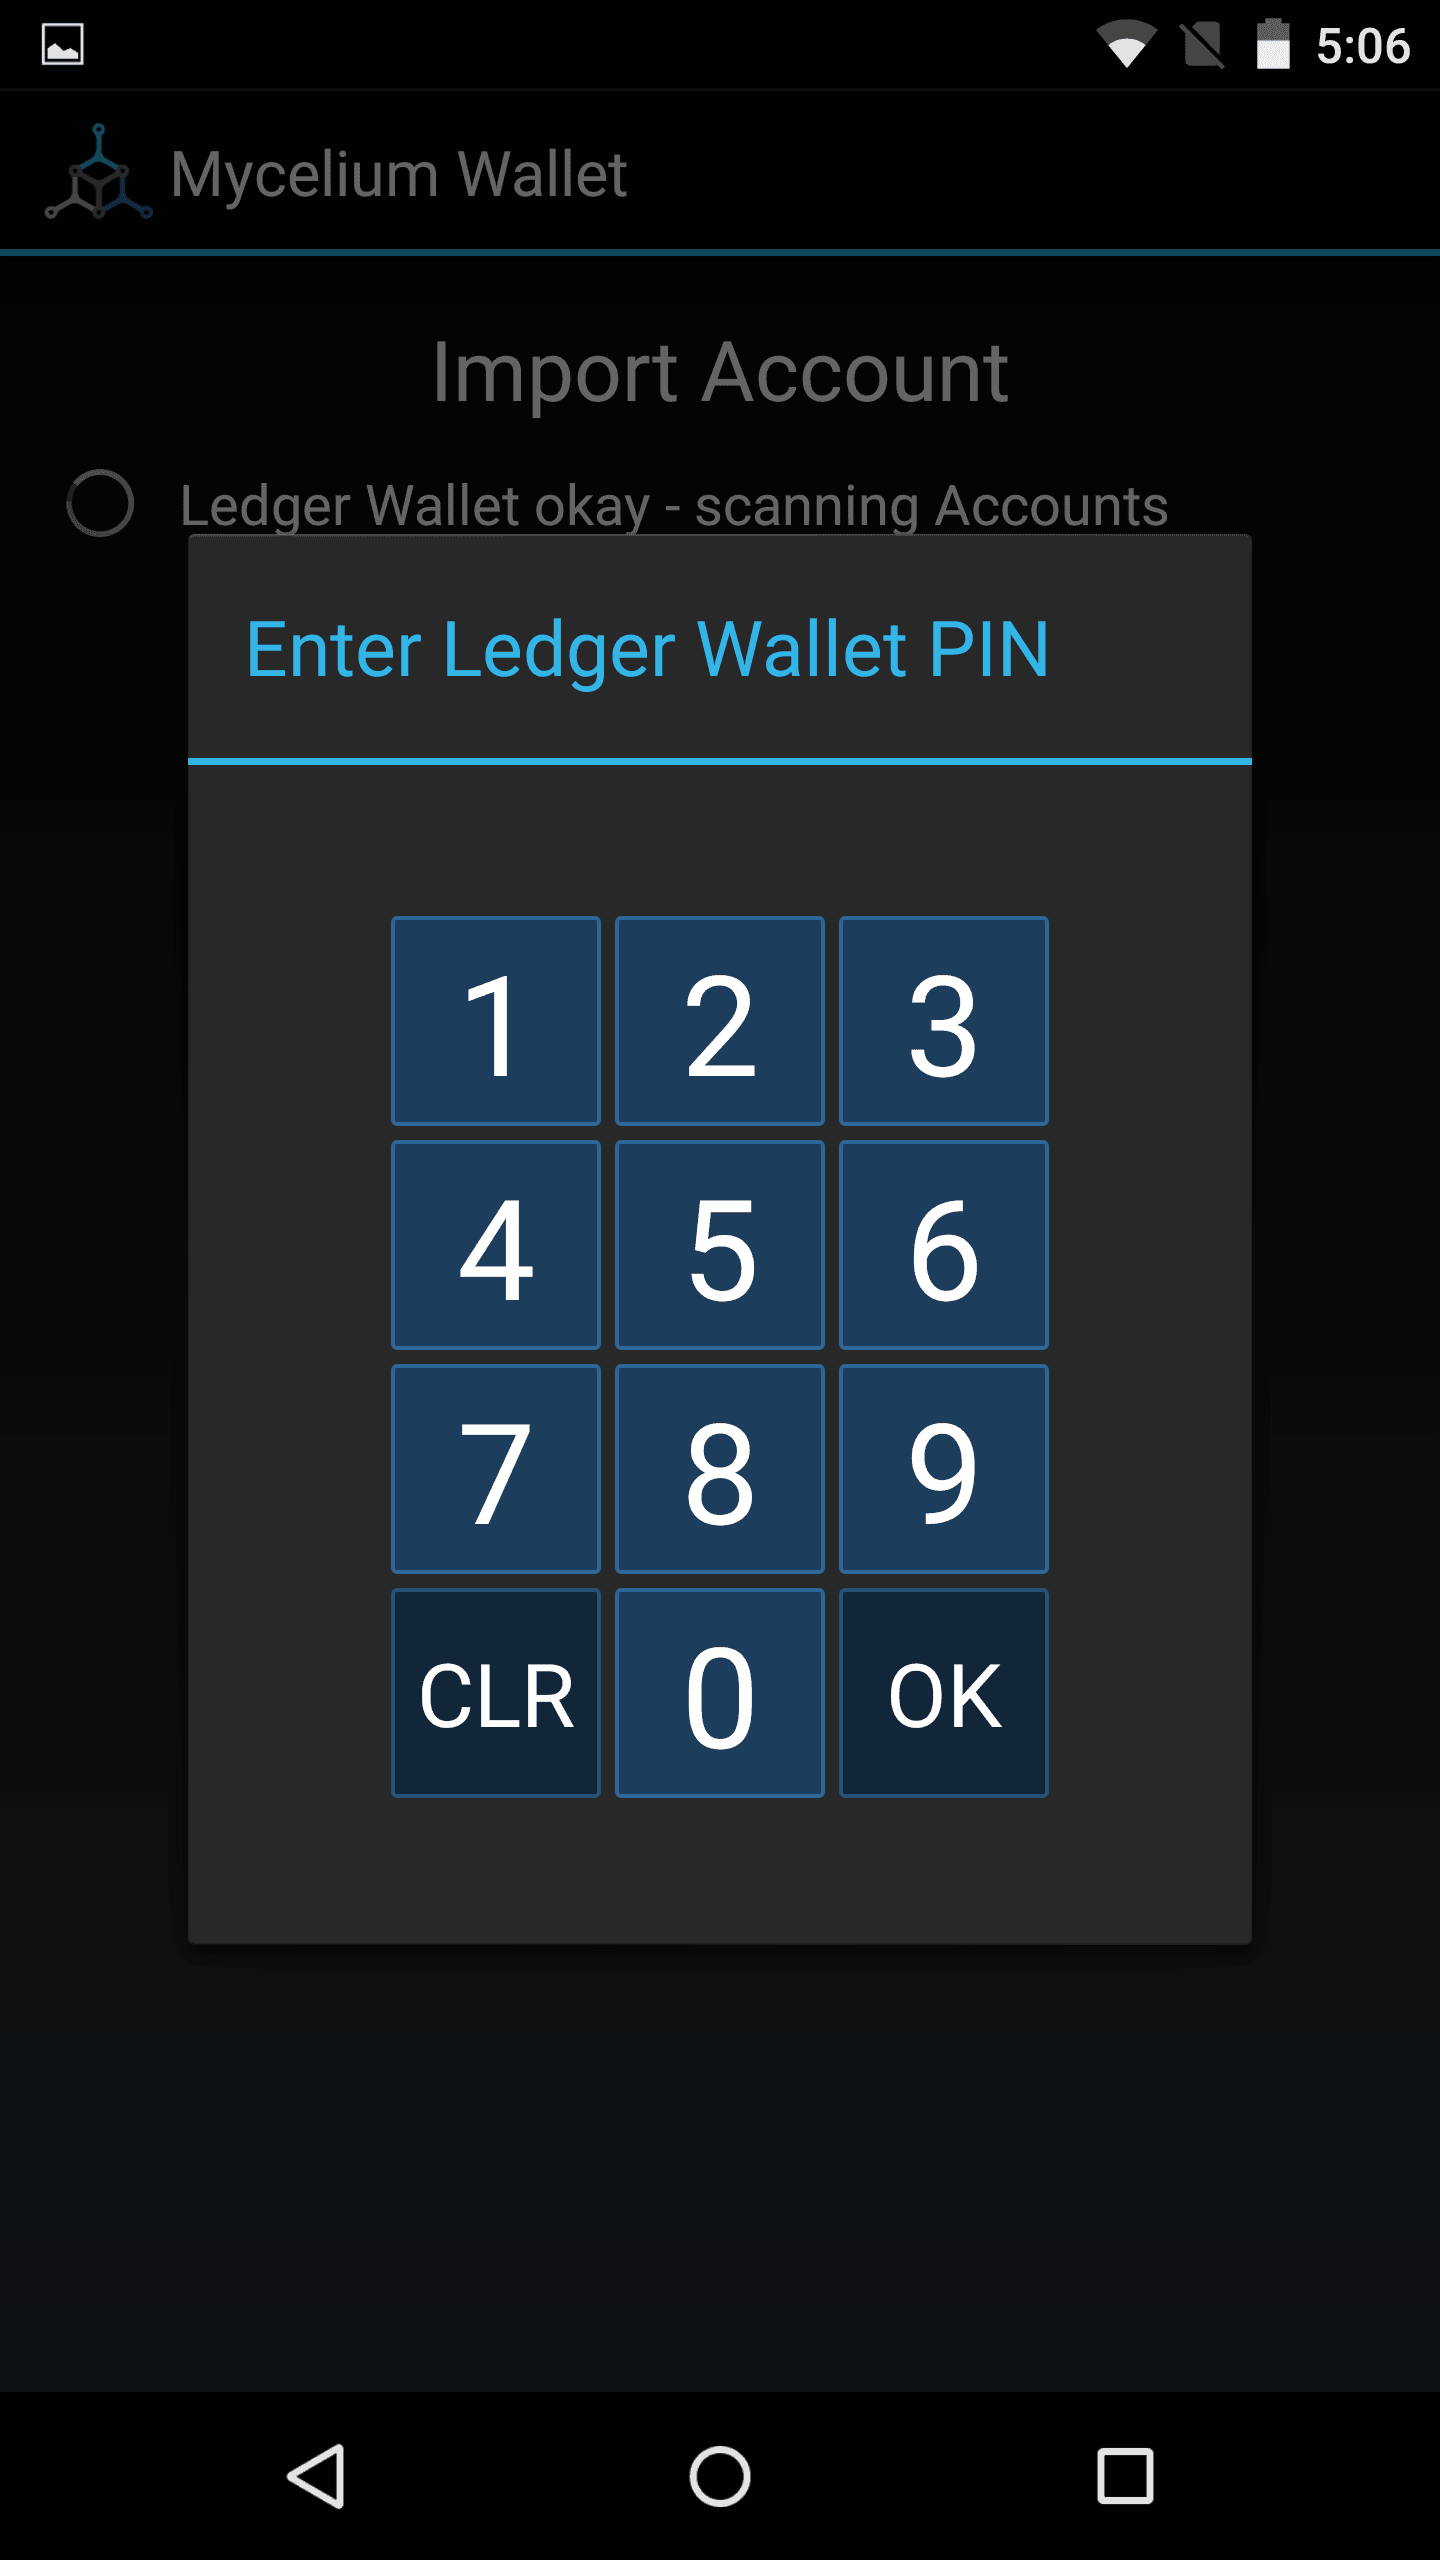 5:06
Mycelium Wallet
Import Account
Ledger Wallet okay - scanning Accounts
Enter Ledger Wallet PIN
1 2 3
4 5 6
7 8 9
CLR 0 OK